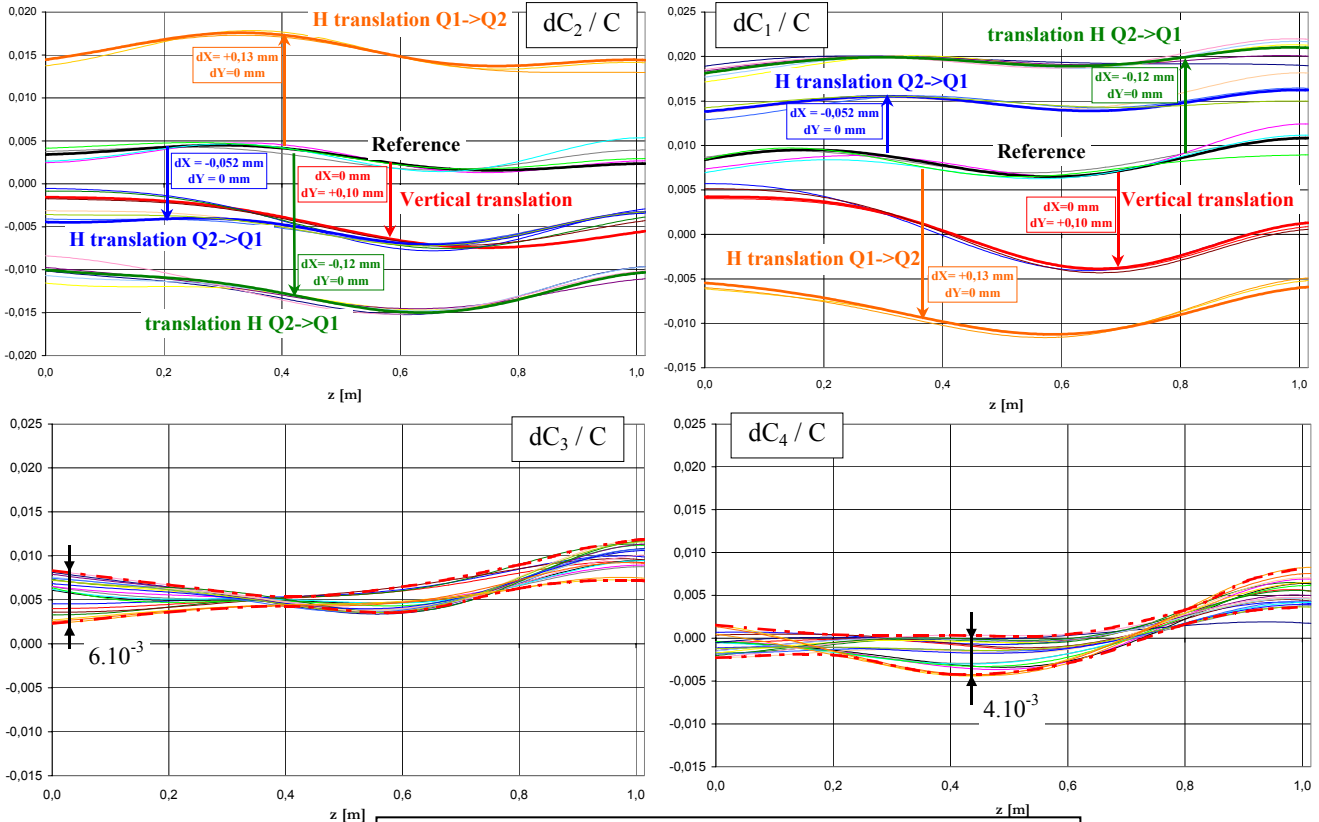 dC2 / C
0,020
0,015
0,010
0,005
0,000
-0,005
-0,010
-0,015
-0,020
H translation Q1->Q2
dX= +0,13 mm
dY=0 mm
Reference
dX = -0,052 mm
dY = 0 mm
dX=0 mm
dY= +0,10 mm
Vertical translation
H translation Q2->Q1
dX= -0,12 mm
dY=0 mm
translation H Q2->Q1
0,0
0,2
0,4
0,6
0,8
1,0
z [m]
dC1 / C
0,025
0,020
0,015
0,010
0,005
0,000
-0,005
-0,010
-0,015
translation H Q2->Q1
H translation Q2->Q1
dX= -0,12 mm
dY=0 mm
dX = -0,052 mm
dY = 0 mm
Reference
dX=0 mm
dY= +0,10 mm
Vertical translation
H translation Q1->Q2
dX= +0,13 mm
dY=0 mm
0,0
0,2
0,4
0,6
0,8
1,0
z [m]
dC3 / C
0,025
0,020
0,015
0,010
0,005
0,000
-0,005
-0,010
-0,015
6.10-3
0,0
0,2
0,4
0,6
0,8
1,0
z [m]
dC4 / C
0,025
0,020
0,015
0,010
0,005
0,000
-0,005
-0,010
-0,015
4.10-3
0,0
0,2
0,4
0,6
0,8
1,0
z [m]